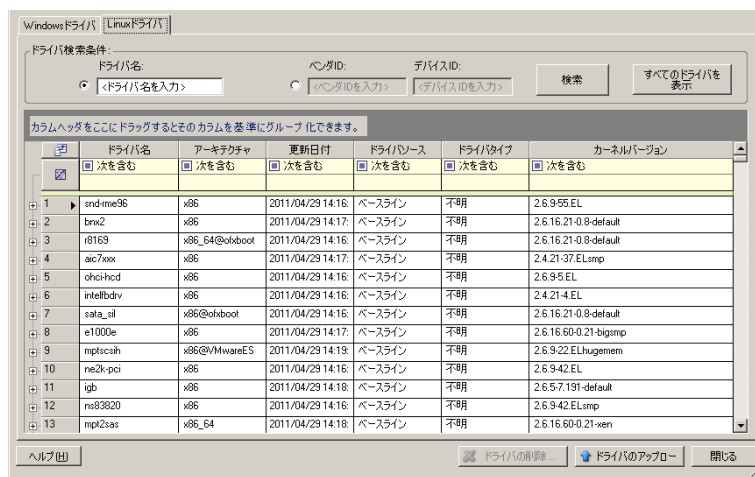 Windowsドライバ Linuxドライバ
ドライバ検索条件:
ドライバ名: ベンダID: デバイスID:
<ドライバ名を入力> <ベンダIDを入力> <デバイスIDを入力> 検索 すべてのドライバを表示
カラムヘッダをここにドラッグするとそのカラムを基準にグループ化できます。
ドライバ名 アーキテクチャ 更新日付 ドライバソース ドライバタイプ カーネルバージョン
次を含む 次を含む 次を含む 次を含む 次を含む 次を含む
1 snd-rme96 x86 2011/04/29 14:16: ベースライン 不明 2.6.9-55.EL
2 bnx2 x86 2011/04/29 14:17: ベースライン 不明 2.6.16.21-0.8-default
3 r8169 x86_64@ofxboot 2011/04/29 14:16: ベースライン 不明 2.6.16.21-0.8-default
4 aic7xxx x86 2011/04/29 14:17: ベースライン 不明 2.4.21-37.ELsmp
5 ohci-hcd x86 2011/04/29 14:16: ベースライン 不明 2.6.9-5.EL
6 intelfbdrv x86 2011/04/29 14:16: ベースライン 不明 2.4.21-4.EL
7 sata_sil x86@ofxboot 2011/04/29 14:16: ベースライン 不明 2.6.16.21-0.8-default
8 e1000e x86 2011/04/29 14:17: ベースライン 不明 2.6.16.60-0.21-bigsmp
9 mptscsih x86@VMwareES 2011/04/29 14:19: ベースライン 不明 2.6.9-22.ELhugemem
10 ne2k-pci x86 2011/04/29 14:16: ベースライン 不明 2.6.9-42.EL
11 igb x86 2011/04/29 14:18: ベースライン 不明 2.6.5-7.191-default
12 ns83820 x86 2011/04/29 14:16: ベースライン 不明 2.6.9-42.ELsmp
13 mpt2sas x86_64 2011/04/29 14:18: ベースライン 不明 2.6.16.60-0.21-xen
ヘルプ(H) ドライバの削除... ドライバのアップロー 閉じる